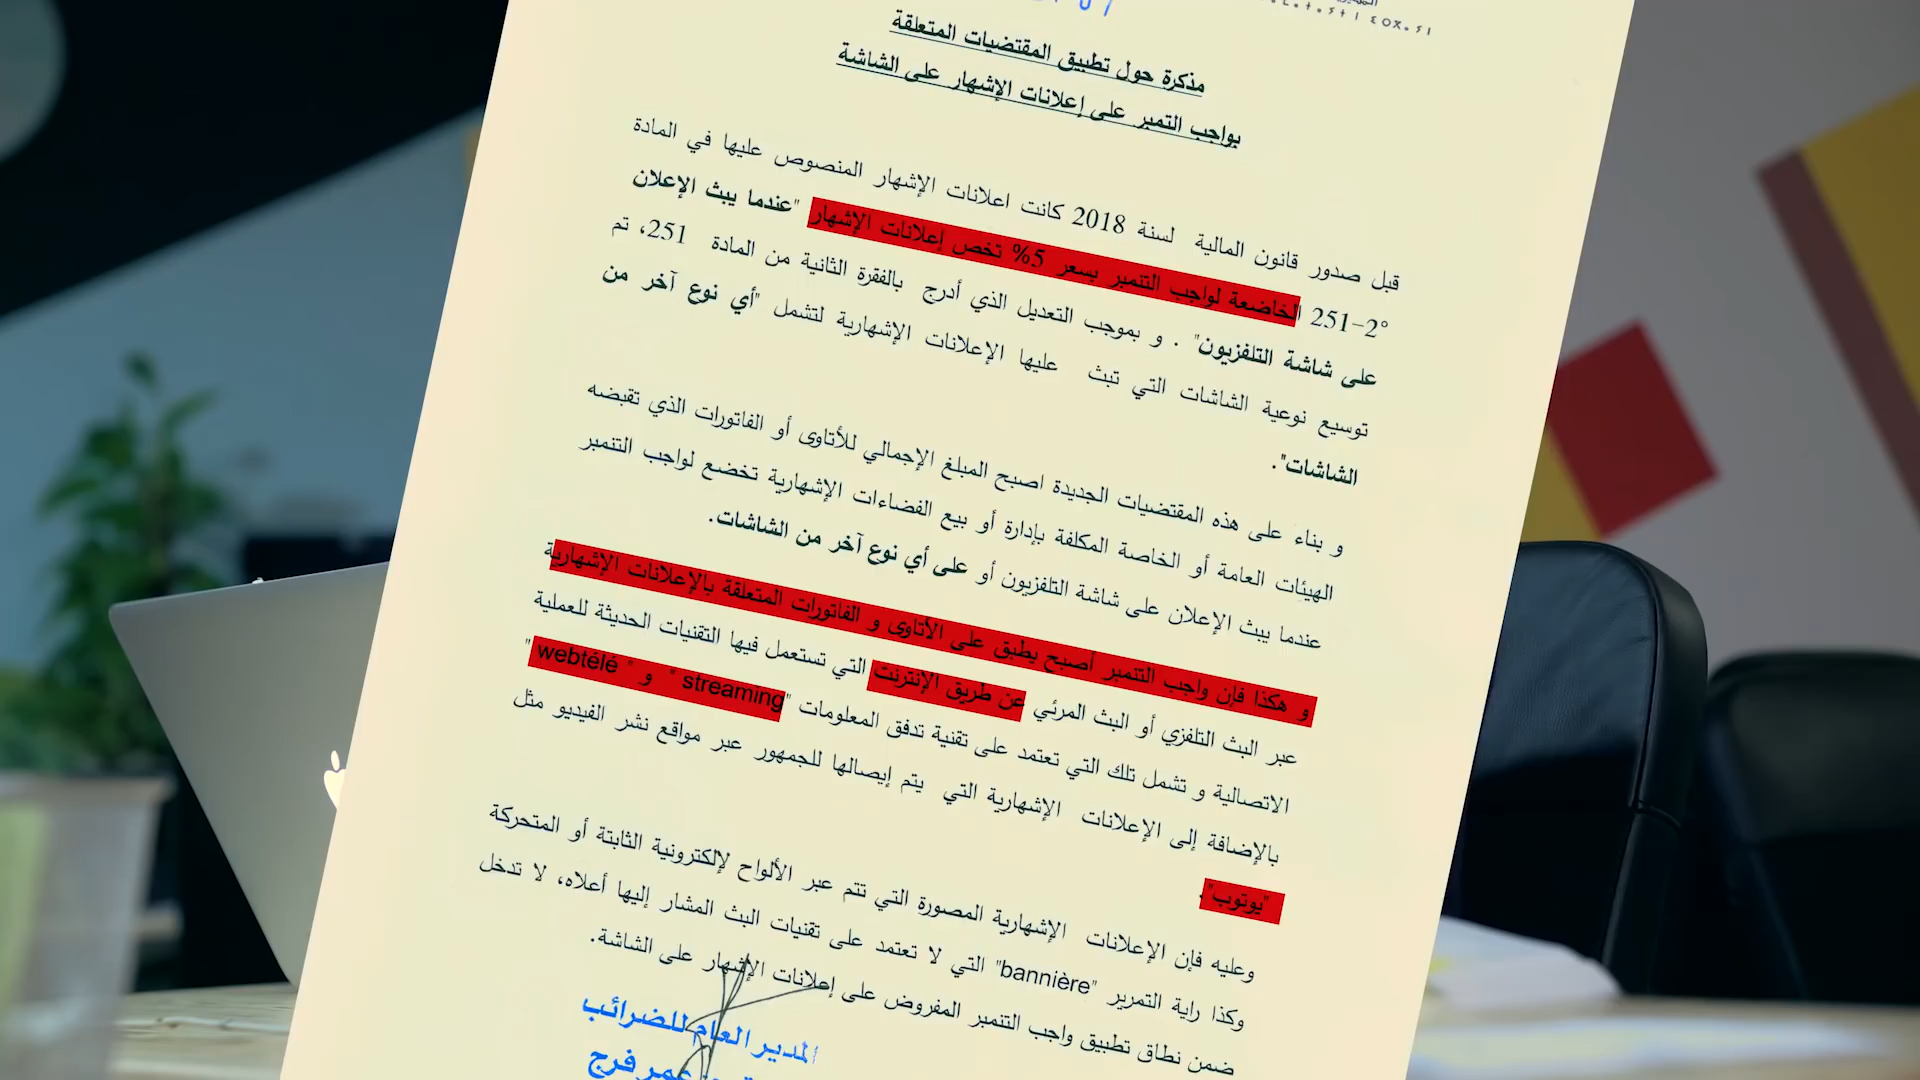 مذكرة حول تطبيق المقتضيات المتعلقة
بواجب التمبر على إعلانات الإشهار على الشاشة
قبل صدور قانون المالية لسنة 2018 كانت اعلانات الإشهار المنصوص عليها في المادة
251-2° الخاضعة لواجب التنمبر بسعر 5% تخص إعلانات الإشهار "عندما يبث الإعلان
على شاشة التلفزيون" . و بموجب التعديل الذي أدرج بالفقرة الثانية من المادة 251، تم
توسيع نوعية الشاشات التي تبث عليها الإعلانات الإشهارية لتشمل "أي نوع آخر من
الشاشات".
و بناء على هذه المقتضيات الجديدة اصبح المبلغ الإجمالي للأتاوى أو الفاتورات الذي تقبضه
الهيئات العامة أو الخاصة المكلفة بإدارة أو بيع الفضاءات الإشهارية تخضع لواجب التنمبر
عندما يبث الإعلان على شاشة التلفزيون أو على أي نوع آخر من الشاشات.
و هكذا فإن واجب التنمبر أصبح يطبق على الأتاوى و الفاتورات المتعلقة بالإعلانات الإشهارية
عبر البث التلفزي أو البث المرئي عن طريق الإنترنت التي تستعمل فيها التقنيات الحديثة للعملية
الاتصالية و تشمل تلك التي تعتمد على تقنية تدفق المعلومات "streaming " و " webtélé "
بالإضافة إلى الإعلانات الإشهارية التي يتم إيصالها للجمهور عبر مواقع نشر الفيديو مثل
"يوتوب".
وعليه فإن الإعلانات الإشهارية المصورة التي تتم عبر الألواح لإلكترونية الثابتة أو المتحركة
وكذا راية التمرير "bannière" التي لا تعتمد على تقنيات البث المشار إليها أعلاه، لا تدخل
ضمن نطاق تطبيق واجب التنمبر المفروض على إعلانات الإشهار على الشاشة.
المدير العام للضرائب
عمر فرج